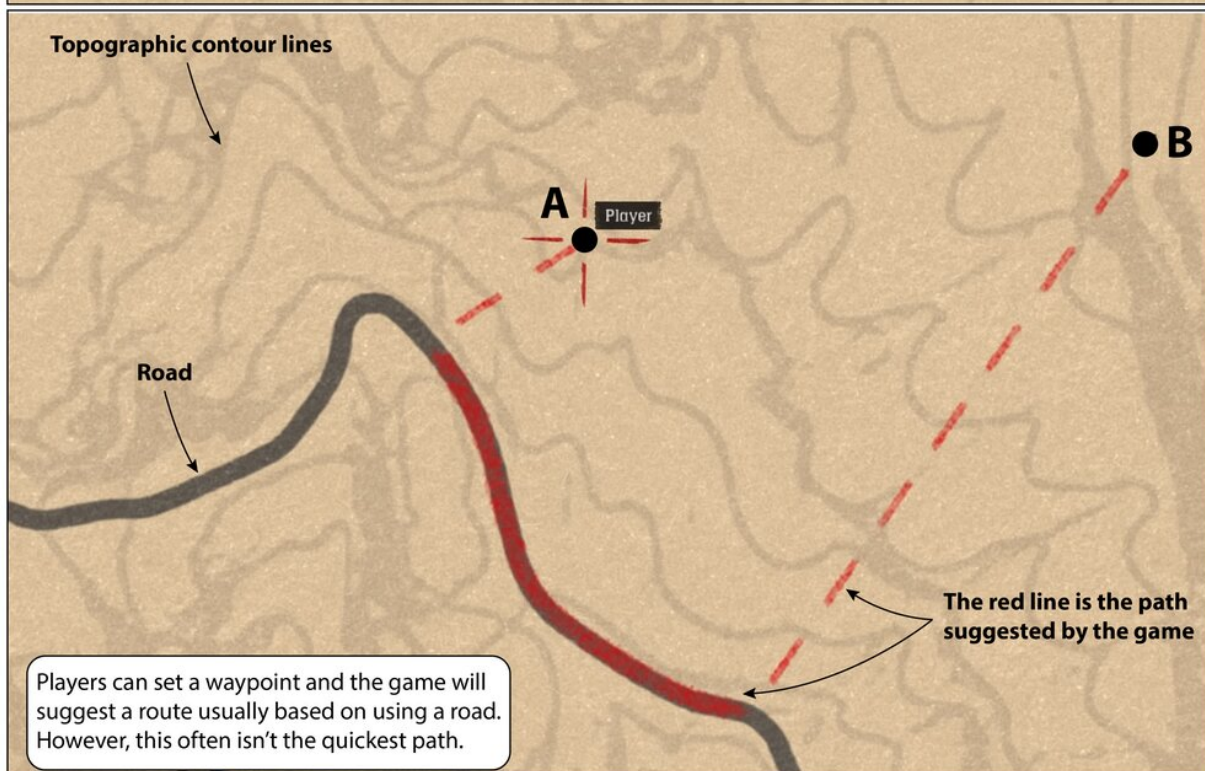 Topographic contour lines
B
A
Player
Road
The red line is the path
suggested by the game
Players can set a waypoint and the game will
suggest a route usually based on using a road.
However, this often isn’t the quickest path.